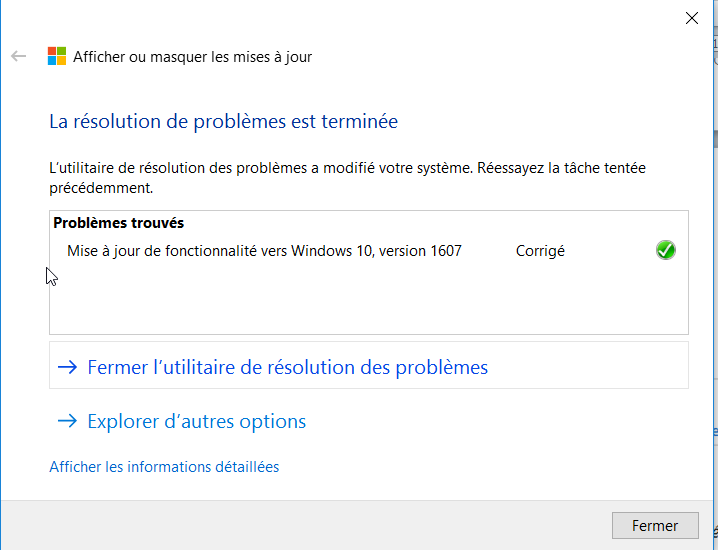 Afficher ou masquer les mises à jour
La résolution de problèmes est terminée
L’utilitaire de résolution des problèmes a modifié votre système. Réessayez la tâche tentée
précédemment.
Problèmes trouvés
Mise à jour de fonctionnalité vers Windows 10, version 1607 Corrigé
Fermer l’utilitaire de résolution des problèmes
Explorer d’autres options
Afficher les informations détaillées
Fermer